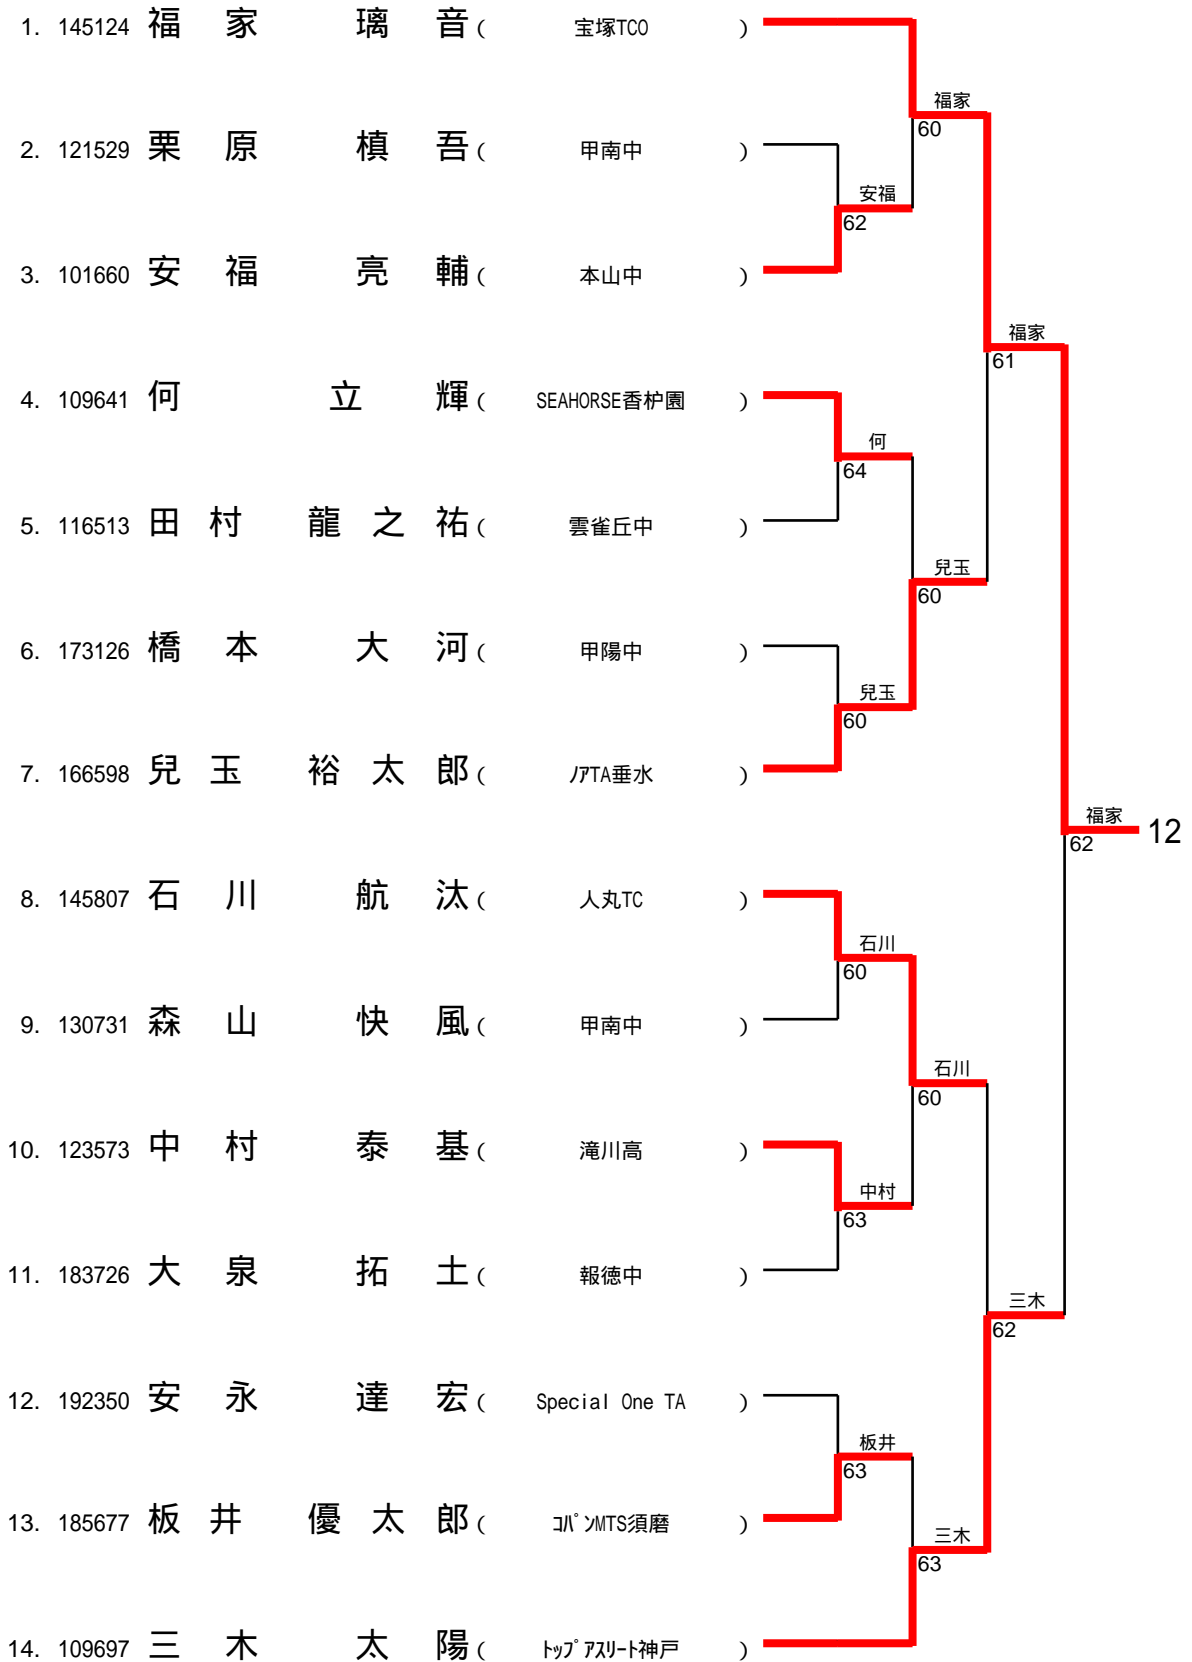 1. 145124 福家 璃音( 宝塚TCO )
福家
60
2. 121529 栗原 槙吾( 甲南中 )
安福
62
3. 101660 安福 亮輔( 本山中 )
福家
61
4. 109641 何 立輝( SEAHORSE香枦園 )
何
64
5. 116513 田村 龍之祐( 雲雀丘中 )
兒玉
60
6. 173126 橋本 大河( 甲陽中 )
兒玉
60
7. 166598 兒玉 裕太郎( ﾉｱTA垂水 )
福家
62
12
8. 145807 石川 航汰( 人丸TC )
石川
60
9. 130731 森山 快風( 甲南中 )
石川
60
10. 123573 中村 泰基( 滝川高 )
中村
63
11. 183726 大泉 拓土( 報徳中 )
三木
62
12. 192350 安永 達宏( Special One TA )
板井
63
13. 185677 板井 優太郎( ｺﾊﾟﾝMTS須磨 )
三木
63
14. 109697 三木 太陽( ﾄｯﾌﾟｱｽﾘｰﾄ神戸 )